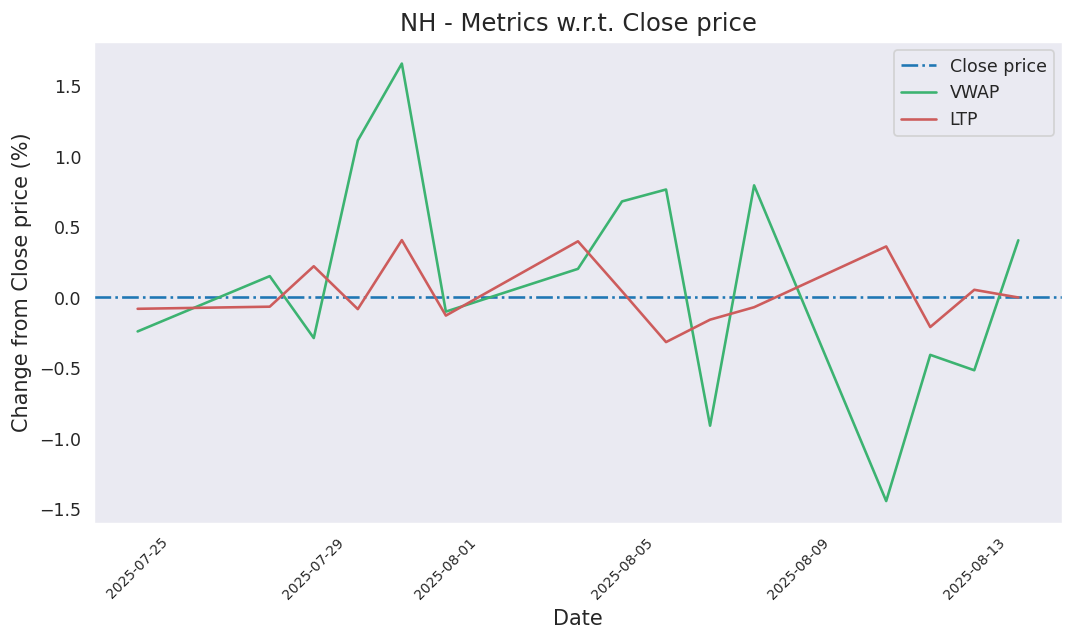 NH - Metrics w.r.t. Close price
Close price
VWAP
LTP
Change from Close price (%)
1.5
1.0
0.5
0.0
−0.5
−1.0
−1.5
2025-07-25
2025-07-29
2025-08-01
2025-08-05
2025-08-09
2025-08-13
Date